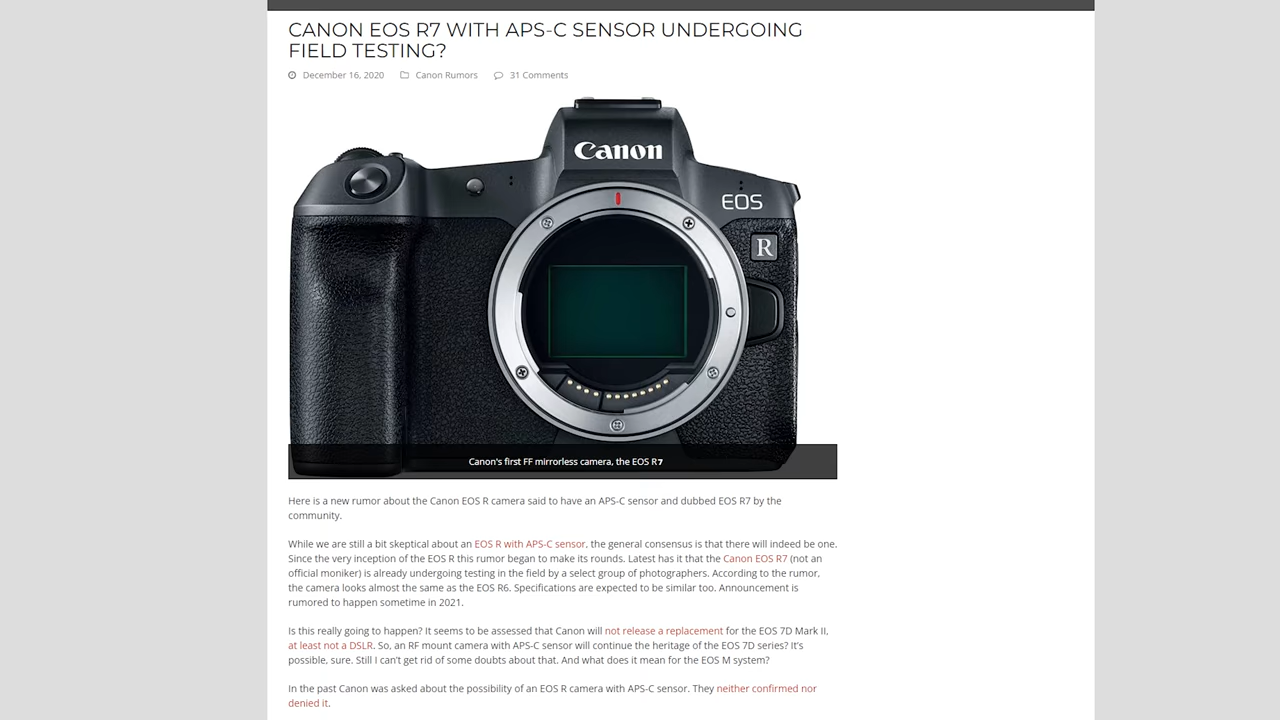 CANON EOS R7 WITH APS-C SENSOR UNDERGOING
FIELD TESTING?
December 16, 2020 Canon Rumors 31 Comments
Canon
EOS
R
Canon's first FF mirrorless camera, the EOS R7
Here is a new rumor about the Canon EOS R camera said to have an APS-C sensor and dubbed EOS R7 by the
community.
While we are still a bit skeptical about an EOS R with APS-C sensor, the general consensus is that there will indeed be one.
Since the very inception of the EOS R this rumor began to make its rounds. Latest has it that the Canon EOS R7 (not an
official moniker) is already undergoing testing in the field by a select group of photographers. According to the rumor,
the camera looks almost the same as the EOS R6. Specifications are expected to be similar too. Announcement is
rumored to happen sometime in 2021.
Is this really going to happen? It seems to be assessed that Canon will not release a replacement for the EOS 7D Mark II,
at least not a DSLR. So, an RF mount camera with APS-C sensor will continue the heritage of the EOS 7D series? It's
possible, sure. Still I can't get rid of some doubts about that. And what does it mean for the EOS M system?
In the past Canon was asked about the possibility of an EOS R camera with APS-C sensor. They neither confirmed nor
denied it.